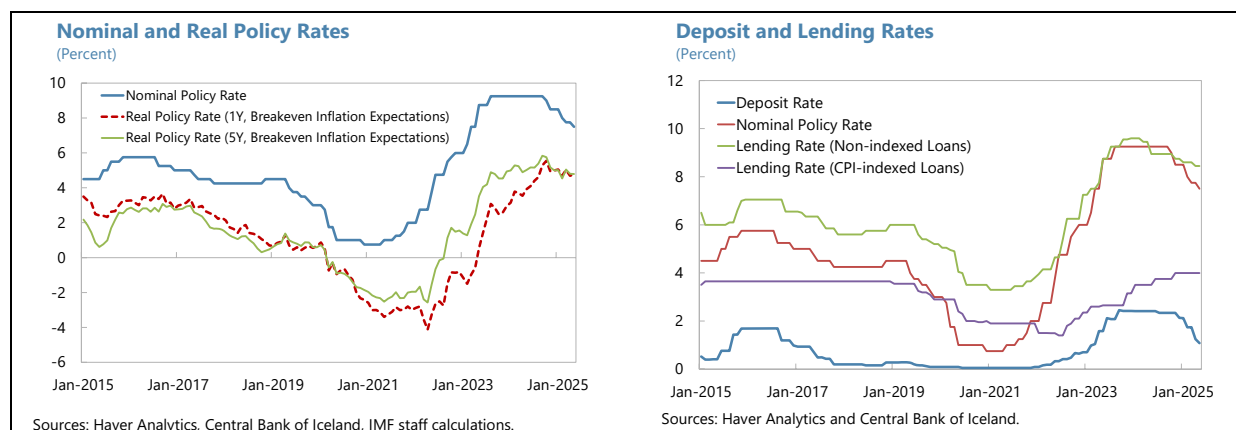 Nominal and Real Policy Rates
(Percent)
10
8
6
4
2
0
-2
-4
-6
Nominal Policy Rate
Real Policy Rate (1Y, Breakeven Inflation Expectations)
Real Policy Rate (5Y, Breakeven Inflation Expectations)
Jan-2015 Jan-2017 Jan-2019 Jan-2021 Jan-2023 Jan-2025
Sources: Haver Analytics, Central Bank of Iceland, IMF staff calculations.
Deposit and Lending Rates
(Percent)
12
10
8
6
4
2
0
Deposit Rate
Nominal Policy Rate
Lending Rate (Non-indexed Loans)
Lending Rate (CPI-indexed Loans)
Jan-2015 Jan-2017 Jan-2019 Jan-2021 Jan-2023 Jan-2025
Sources: Haver Analytics and Central Bank of Iceland.